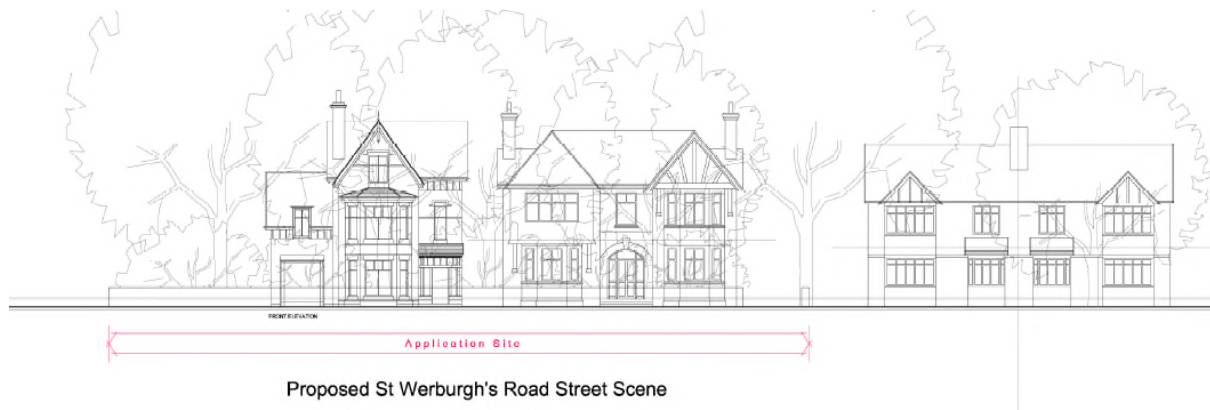 FRONT ELEVATION
Application Site
Proposed St Werburgh's Road Street Scene